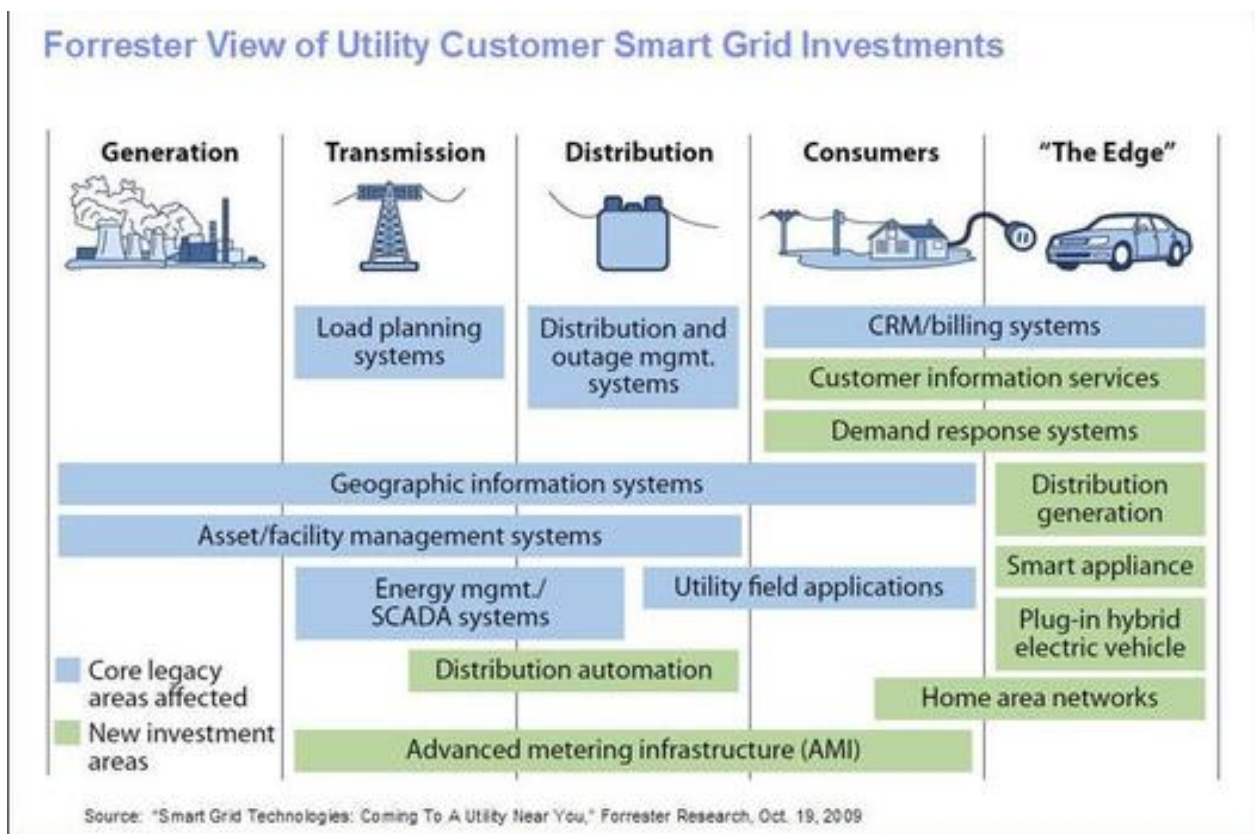 Forrester View of Utility Customer Smart Grid Investments
Generation
Transmission
Distribution
Consumers
"The Edge"
Load planning
systems
Distribution and
outage mgmt.
systems
CRM/billing systems
Customer information services
Demand response systems
Geographic information systems
Distribution
generation
Asset/facility management systems
Smart appliance
Energy mgmt./
SCADA systems
Utility field applications
Plug-in hybrid
electric vehicle
Distribution automation
Home area networks
Advanced metering infrastructure (AMI)
Core legacy
areas affected
New investment
areas
Source: "Smart Grid Technologies: Coming To A Utility Near You," Forrester Research, Oct. 19, 2009